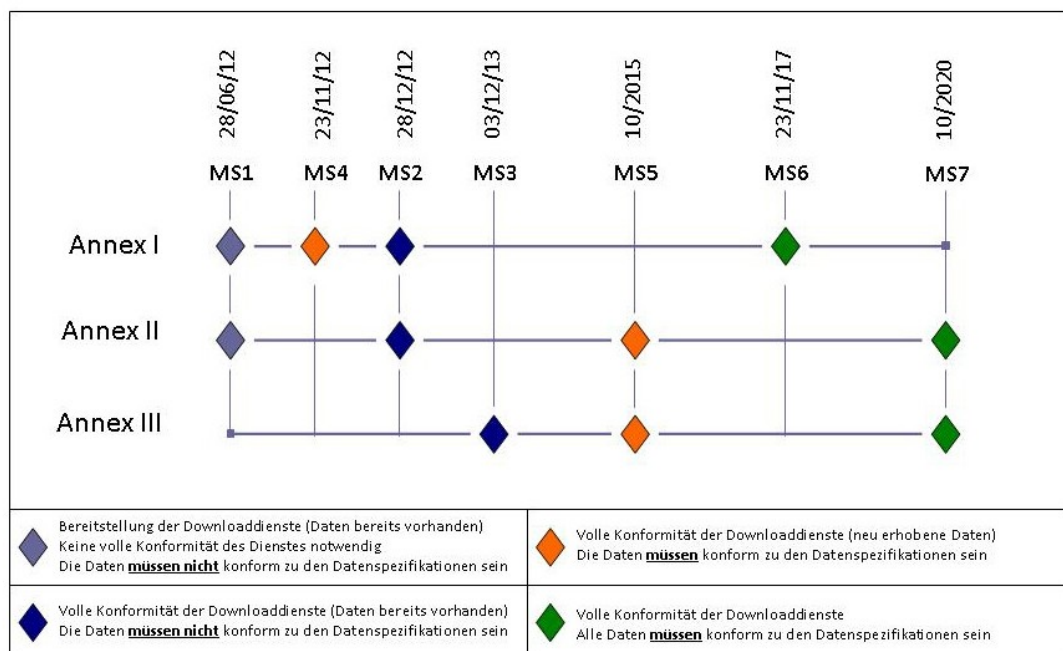 28/06/12
23/11/12
28/12/12
03/12/13
10/2015
23/11/17
10/2020
MS1
MS4
MS2
MS3
MS5
MS6
MS7
Annex I
Annex II
Annex III
Bereitstellung der Downloaddienste (Daten bereits vorhanden)
Keine volle Konformität des Dienstes notwendig
Die Daten müssen nicht konform zu den Datenspezifikationen sein
Volle Konformität der Downloaddienste (neu erhobene Daten)
Die Daten müssen konform zu den Datenspezifikationen sein
Volle Konformität der Downloaddienste (Daten bereits vorhanden)
Die Daten müssen nicht konform zu den Datenspezifikationen sein
Volle Konformität der Downloaddienste
Alle Daten müssen konform zu den Datenspezifikationen sein